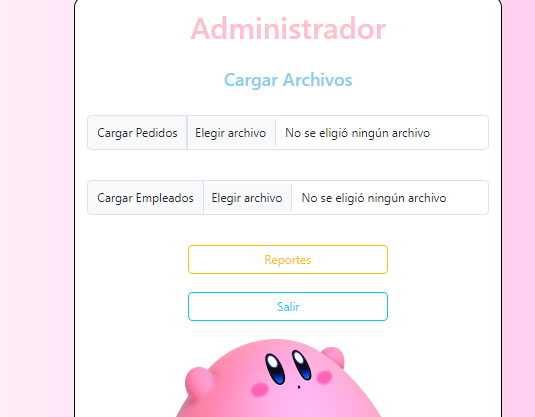 Administrador
Cargar Archivos
Cargar Pedidos Elegir archivo No se eligió ningún archivo
Cargar Empleados Elegir archivo No se eligió ningún archivo
Reportes
Salir